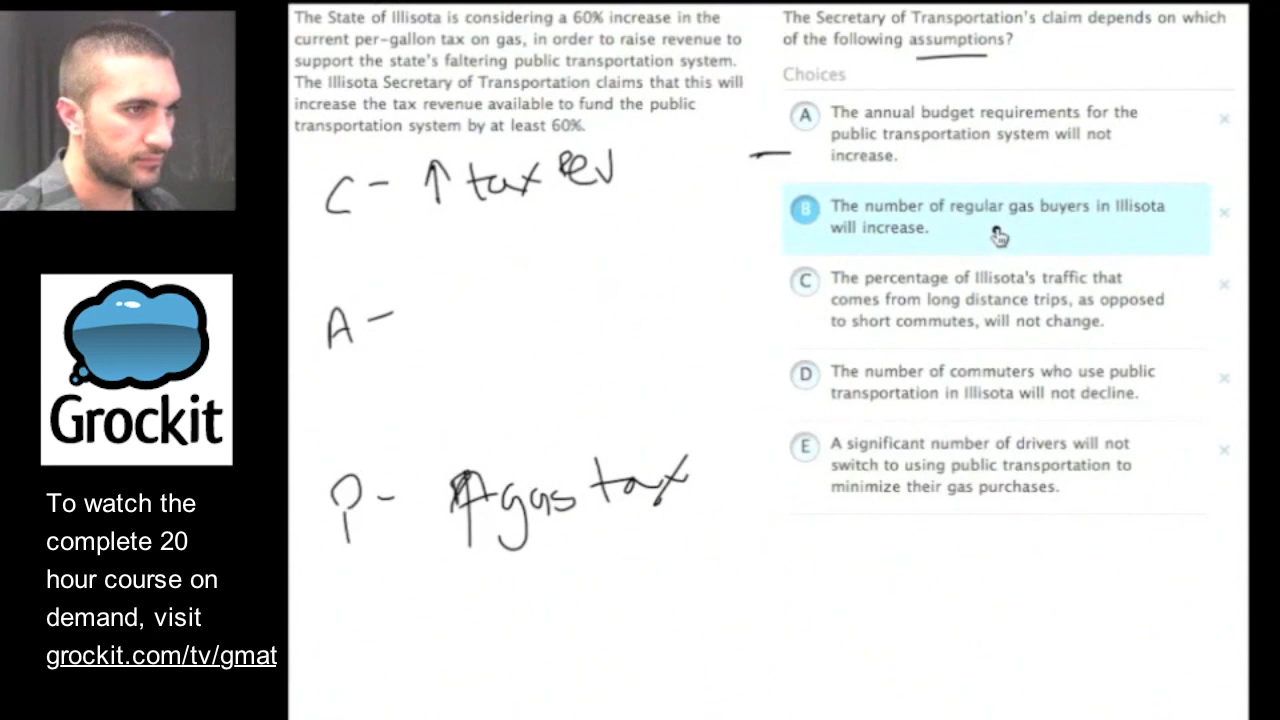 The State of Illisota is considering a 60% increase in the
current per-gallon tax on gas, in order to raise revenue to
support the state's faltering public transportation system.
The Illisota Secretary of Transportation claims that this will
increase the tax revenue available to fund the public
transportation system by at least 60%.
C - ↑ tax rev
A -
P - ↑ gas tax
The Secretary of Transportation's claim depends on which
of the following assumptions?
Choices
A The annual budget requirements for the
public transportation system will not
increase.
B The number of regular gas buyers in Illisota
will increase.
C The percentage of Illisota's traffic that
comes from long distance trips, as opposed
to short commutes, will not change.
D The number of commuters who use public
transportation in Illisota will not decline.
E A significant number of drivers will not
switch to using public transportation to
minimize their gas purchases.
Grockit
To watch the
complete 20
hour course on
demand, visit
grockit.com/tv/gmat